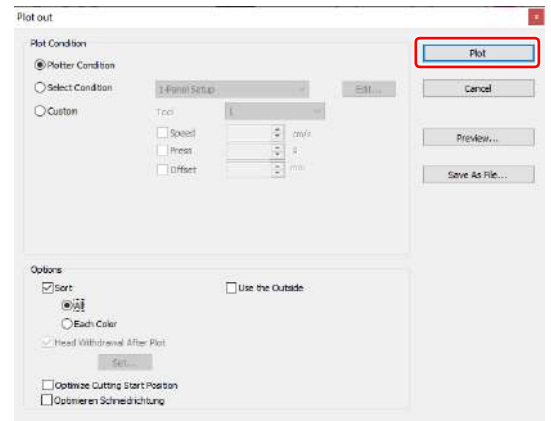 Plot out
Plot Condition
Plotter Condition
Select Condition
1-Panel Setup
Edit...
Custom
Tool
1
Speed
cm/s
Press
g
Offset
mm
Plot
Cancel
Preview...
Save As File...
Options
Sort
Use the Outside
All
Each Color
Head Withdrawal After Plot
Set...
Optimize Cutting Start Position
Optimieren Schneidrichtung